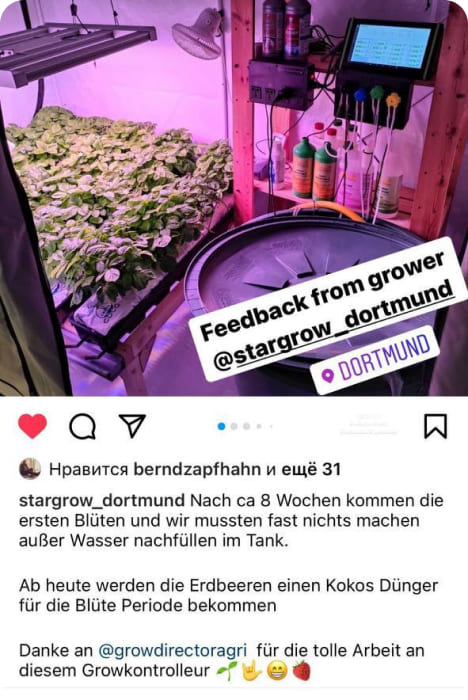 Feedback from grower
@stargrow_dortmund
DORTMUND
Нравится berndzapfhahn и ещё 31
stargrow_dortmund Nach ca 8 Wochen kommen die
ersten Blüten und wir mussten fast nichts machen
außer Wasser nachfüllen im Tank.
Ab heute werden die Erdbeeren einen Kokos Dünger
für die Blüte Periode bekommen
Danke an @growdirectoragri für die tolle Arbeit an
diesem Growkontrolleur 🌱🤟😁🍓